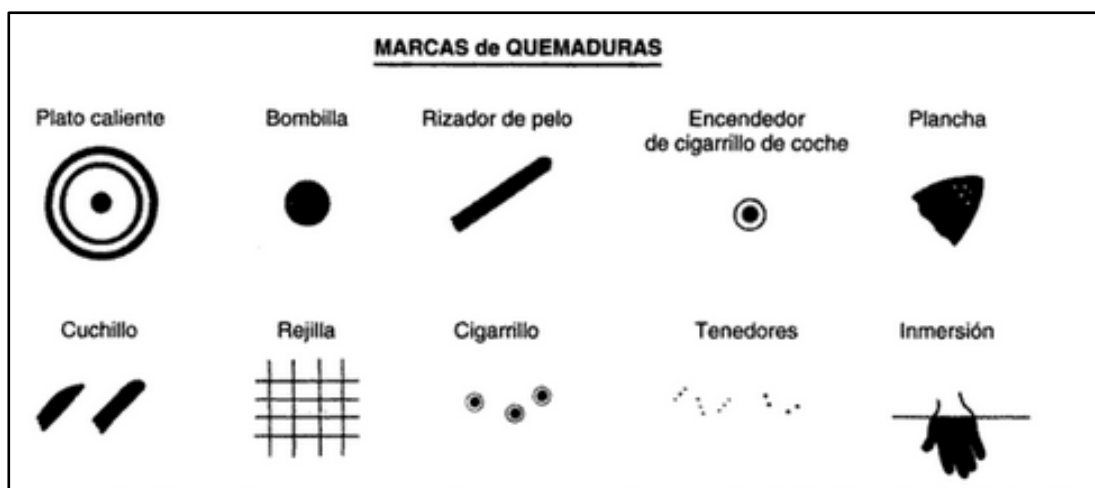 MARCAS de QUEMADURAS
Plato caliente
Bombilla
Rizador de pelo
Encendedor
de cigarrillo de coche
Plancha
Cuchillo
Rejilla
Cigarrillo
Tenedores
Inmersión